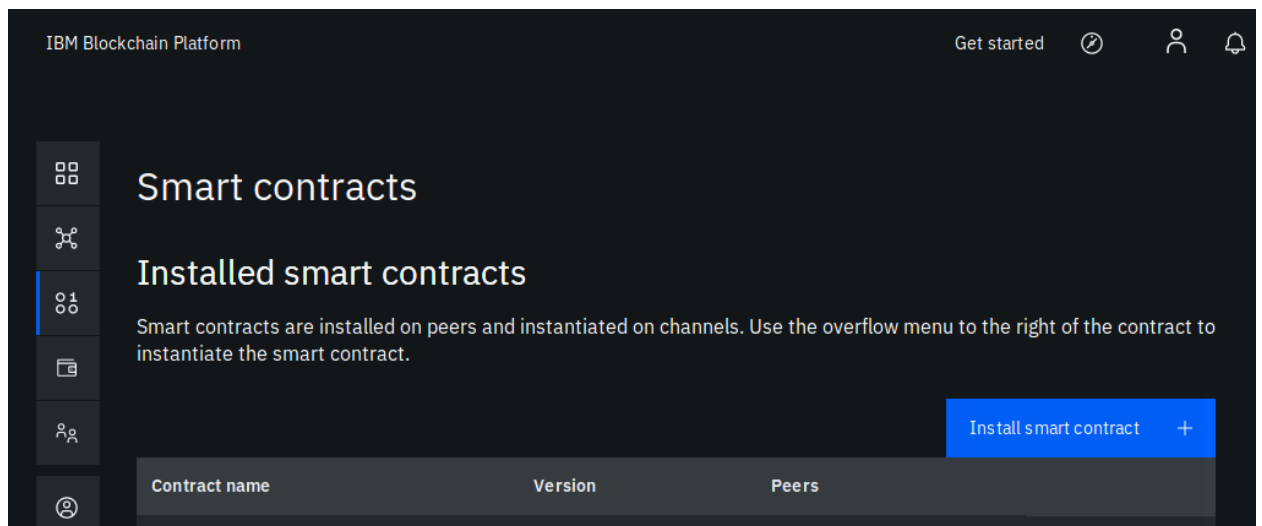 IBM Blockchain Platform
Get started
Smart contracts
Installed smart contracts
Smart contracts are installed on peers and instantiated on channels. Use the overflow menu to the right of the contract to
instantiate the smart contract.
Install smart contract
Contract name Version Peers